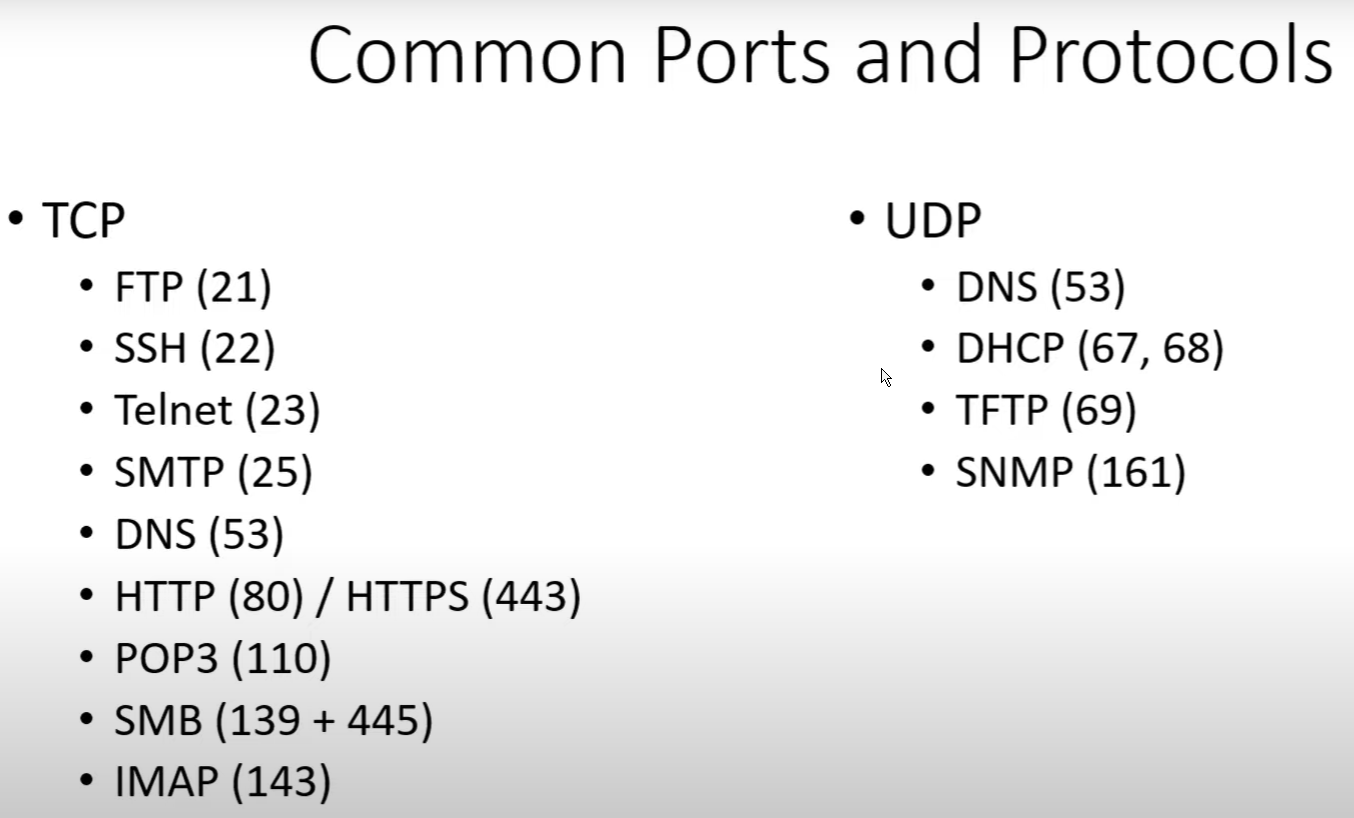 Common Ports and Protocols
• TCP
• FTP (21)
• SSH (22)
• Telnet (23)
• SMTP (25)
• DNS (53)
• HTTP (80) / HTTPS (443)
• POP3 (110)
• SMB (139 + 445)
• IMAP (143)
• UDP
• DNS (53)
• DHCP (67, 68)
• TFTP (69)
• SNMP (161)